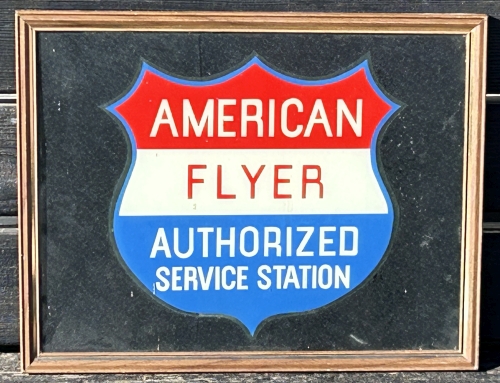 AMERICAN
FLYER
AUTHORIZED
SERVICE STATION